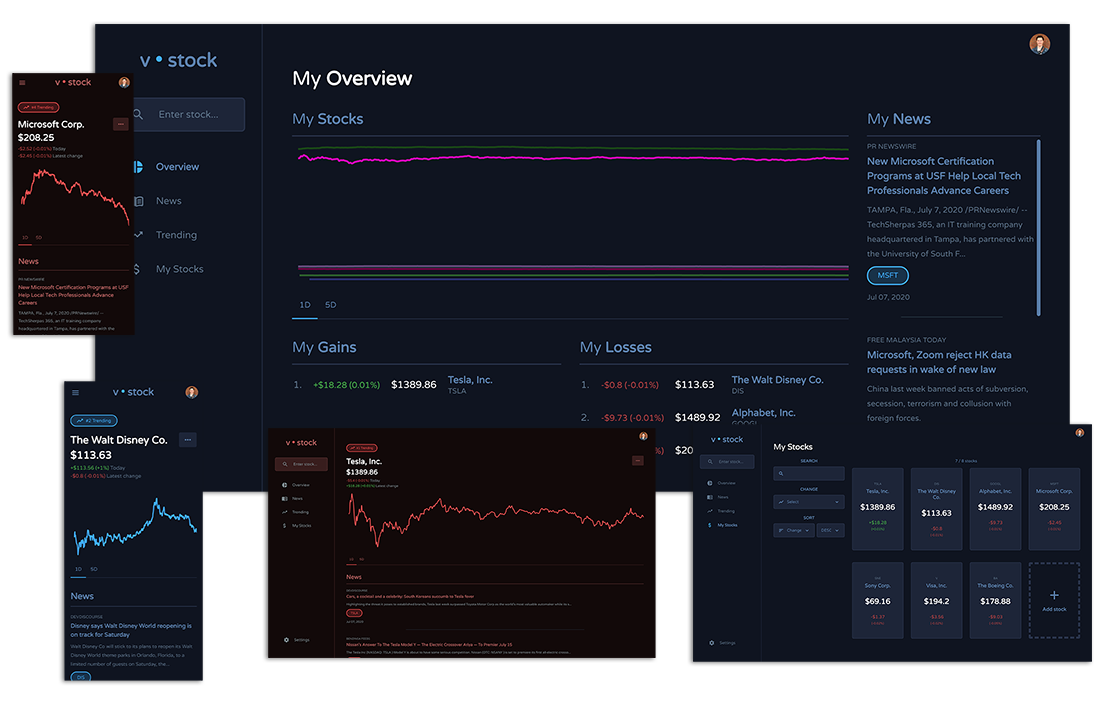 v • stock
Enter stock...
Overview
News
Trending
My Stocks
My Overview
My Stocks
1D 5D
My Gains
1. +$18.28 (0.01%) $1389.86 Tesla, Inc.
TSLA
My Losses
1. -$0.8 (-0.01%) $113.63 The Walt Disney Co.
DIS
2. -$9.73 (-0.01%) $1489.92 Alphabet, Inc.
My News
PR NEWSWIRE
New Microsoft Certification
Programs at USF Help Local Tech
Professionals Advance Careers
TAMPA, Fla., July 7, 2020 /PRNewswire/ --
TechSherpas 365, an IT training company
headquartered in Tampa, has partnered with
the University of South F...
MSFT
Jul 07, 2020
FREE MALAYSIA TODAY
Microsoft, Zoom reject HK data
requests in wake of new law
China last week banned acts of subversion,
secession, terrorism and collusion with
foreign forces.
v • stock
#4 Trending
Microsoft Corp.
$208.25
-$2.52 (-0.01%) Today
-$2.45 (-0.01%) Latest change
1D 5D
News
PR NEWSWIRE
New Microsoft Certification Programs at USF
Help Local Tech Professionals Advance
Careers
TAMPA, Fla., July 7, 2020 /PRNewswire/ --
TechSherpas 365, an IT training company
headquartered in Tampa, has partnered with the
v • stock
#2 Trending
The Walt Disney Co.
$113.63
+$113.56 (+1%) Today
-$0.8 (-0.01%) Latest change
1D 5D
News
DEVDISCOURSE
Disney says Walt Disney World reopening is
on track for Saturday
Walt Disney Co will stick to its plans to reopen its Walt
Disney World theme parks in Orlando, Florida, to a
limited number of guests on Saturday, the...
DIS
v • stock
Enter stock...
Overview
News
Trending
My Stocks
Settings
Trending
Tesla, Inc.
$1389.86
Today
+$18.28 (0.01%) Latest change
News
Cars, a contest and a celebrity: South Koreans succumb to Tesla fever
TSLA
Nissan's Answer To The Tesla Model Y — The Electric Crossover Ariya — To Premier July 15
v • stock
Enter stock...
Overview
News
Trending
My Stocks
Settings
My Stocks
SEARCH
CHANGE
Select
SORT
Change DESC
7 / 8 stocks
Tesla, Inc.
$1389.86
+$18.28
The Walt Disney
Co.
$113.63
-$0.8
Alphabet, Inc.
$1489.92
-$9.73
Microsoft Corp.
$208.25
-$2.45
Sony Corp.
$69.16
-$1.37
Visa, Inc.
$194.2
The Boeing Co.
$178.88
Add stock